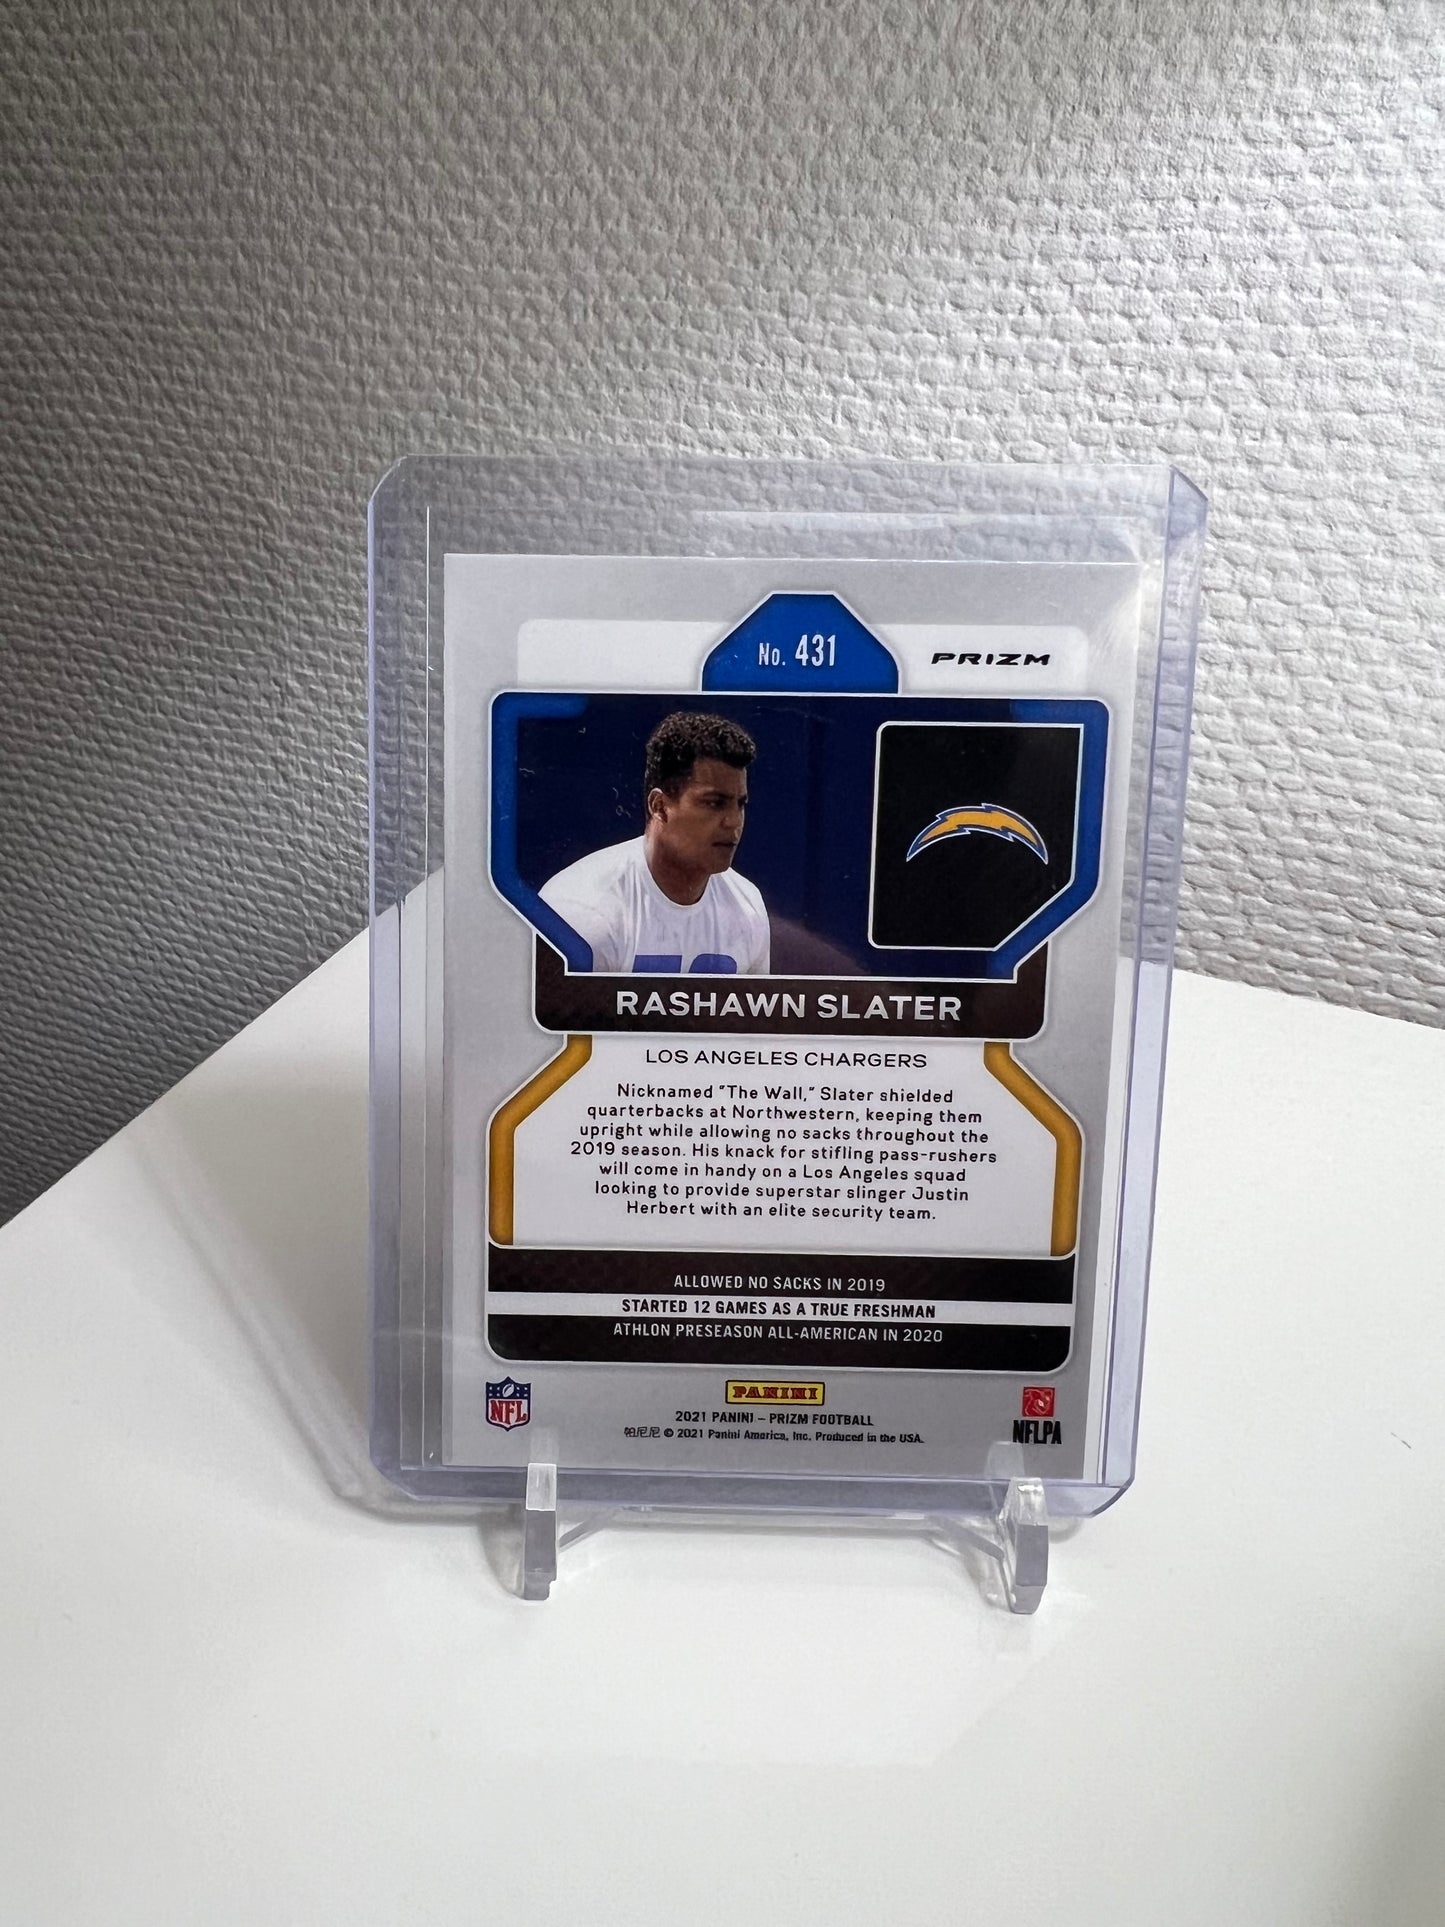 No. 431
PRIZM
RASHAWN SLATER
LOS ANGELES CHARGERS
Nicknamed "The Wall," Slater shielded
quarterbacks at Northwestern, keeping them
upright while allowing no sacks throughout the
2019 season. His knack for stifling pass-rushers
will come in handy on a Los Angeles squad
looking to provide superstar slinger Justin
Herbert with an elite security team.
ALLOWED NO SACKS IN 2019
STARTED 12 GAMES AS A TRUE FRESHMAN
ATHLON PRESEASON ALL-AMERICAN IN 2020
NFL
PANINI
NFLPA
2021 PANINI – PRIZM FOOTBALL
帕尼尼 © 2021 Panini America, Inc. Produced in the USA.